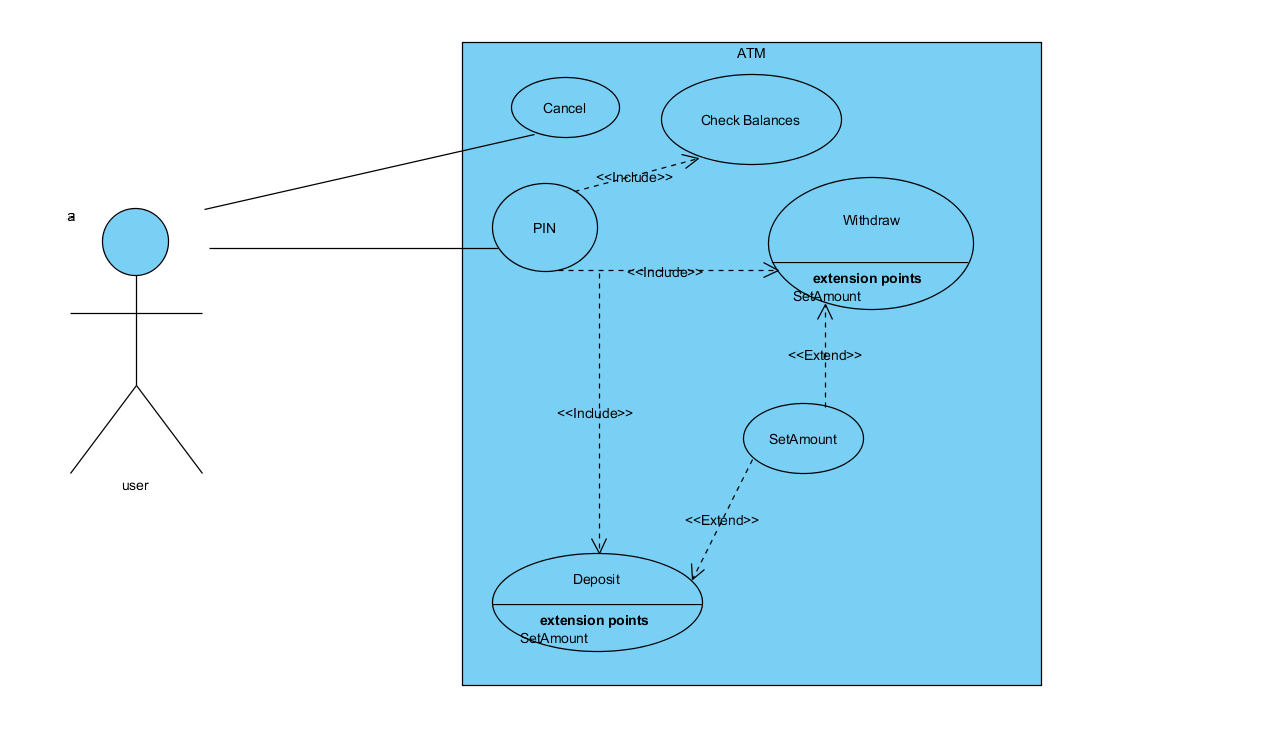 ATM
Cancel
Check Balances
<<Include>>
a
PIN
Withdraw
<<Include>>
extension points
SetAmount
<<Extend>>
<<Include>>
SetAmount
user
<<Extend>>
Deposit
extension points
SetAmount